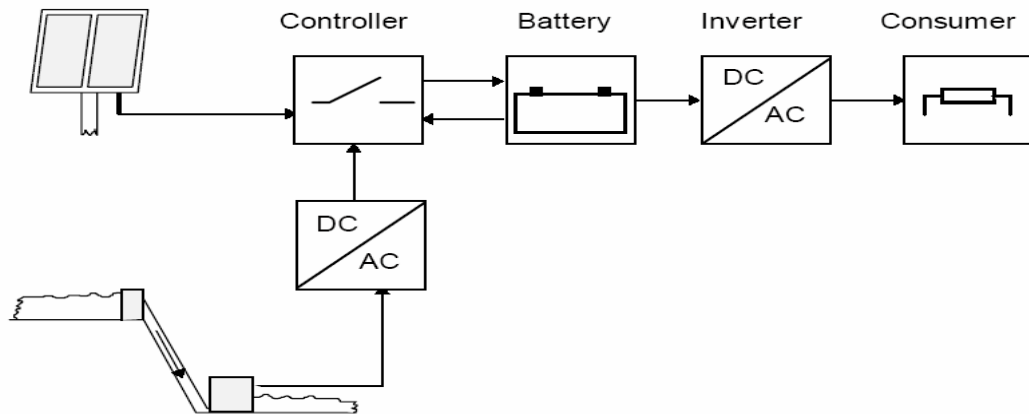 Controller
Battery
Inverter
Consumer
DC
AC
DC
AC